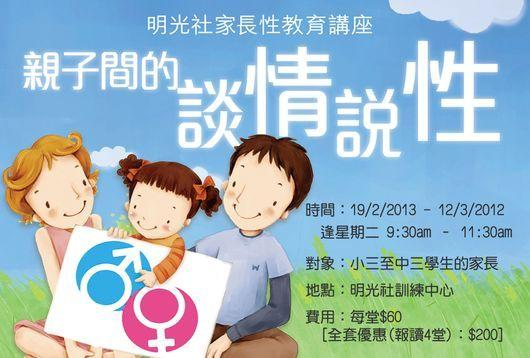 明光社家長性教育講座
親子間的
談情説性
時間：19/2/2013 - 12/3/2012
逢星期二 9:30am - 11:30am
對象：小三至中三學生的家長
地點：明光社訓練中心
費用：每堂$60
[全套優惠(報讀4堂)：$200]